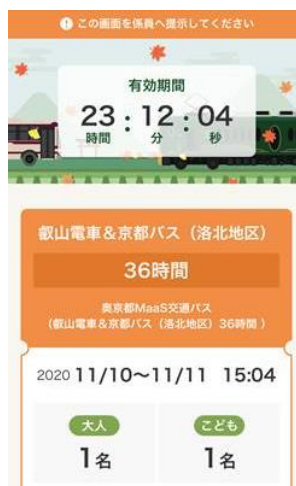 この画面を係員へ提示してください
有効期間
23 : 12 : 04
時間 分 秒
叡山電車&京都バス(洛北地区)
36時間
奥京都MaaS交通パス
(叡山電車&京都バス(洛北地区)36時間)
2020 11/10〜11/11 15:04
大人 こども
1名 1名